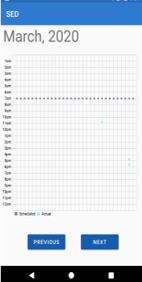 SED
March, 2020
1am
2am
3am
4am
5am
6am
7am
8am
9am
10am
11am
12pm
1pm
2pm
3pm
4pm
5pm
6pm
7pm
8pm
9pm
10pm
11pm
12am
Scheduled Actual
PREVIOUS NEXT